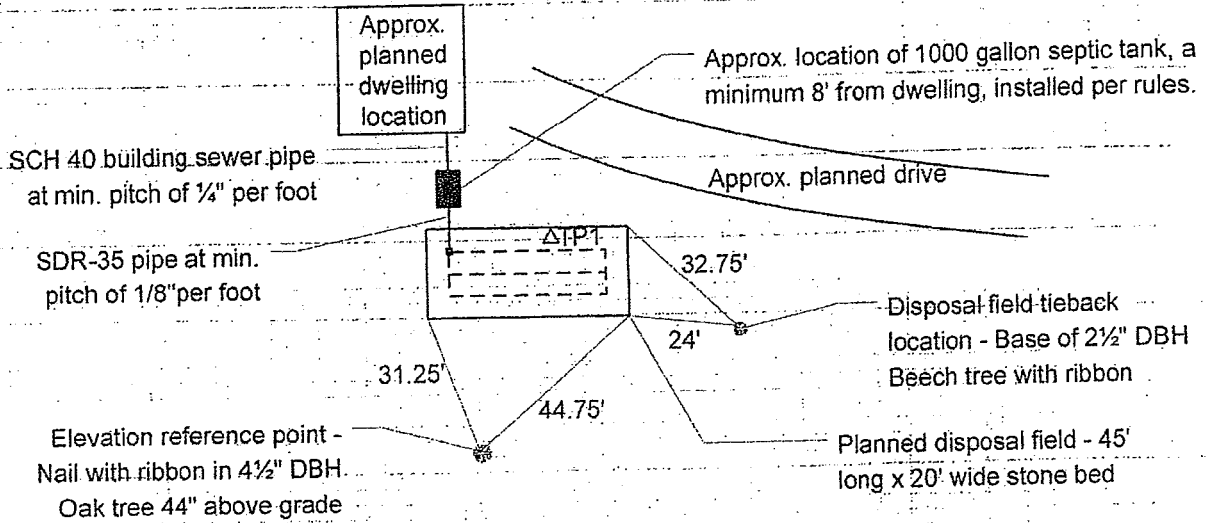 Approx.
planned
dwelling
location
Approx. location of 1000 gallon septic tank, a
minimum 8' from dwelling, installed per rules.
SCH 40 building sewer pipe
at min. pitch of ¼" per foot
Approx. planned drive
SDR-35 pipe at min.
pitch of 1/8"per foot
△TP1
32.75'
Disposal field tieback
location - Base of 2½" DBH
Beech tree with ribbon
24'
31.25'
44.75'
Elevation reference point -
Nail with ribbon in 4½" DBH
Oak tree 44" above grade
Planned disposal field - 45'
long x 20' wide stone bed